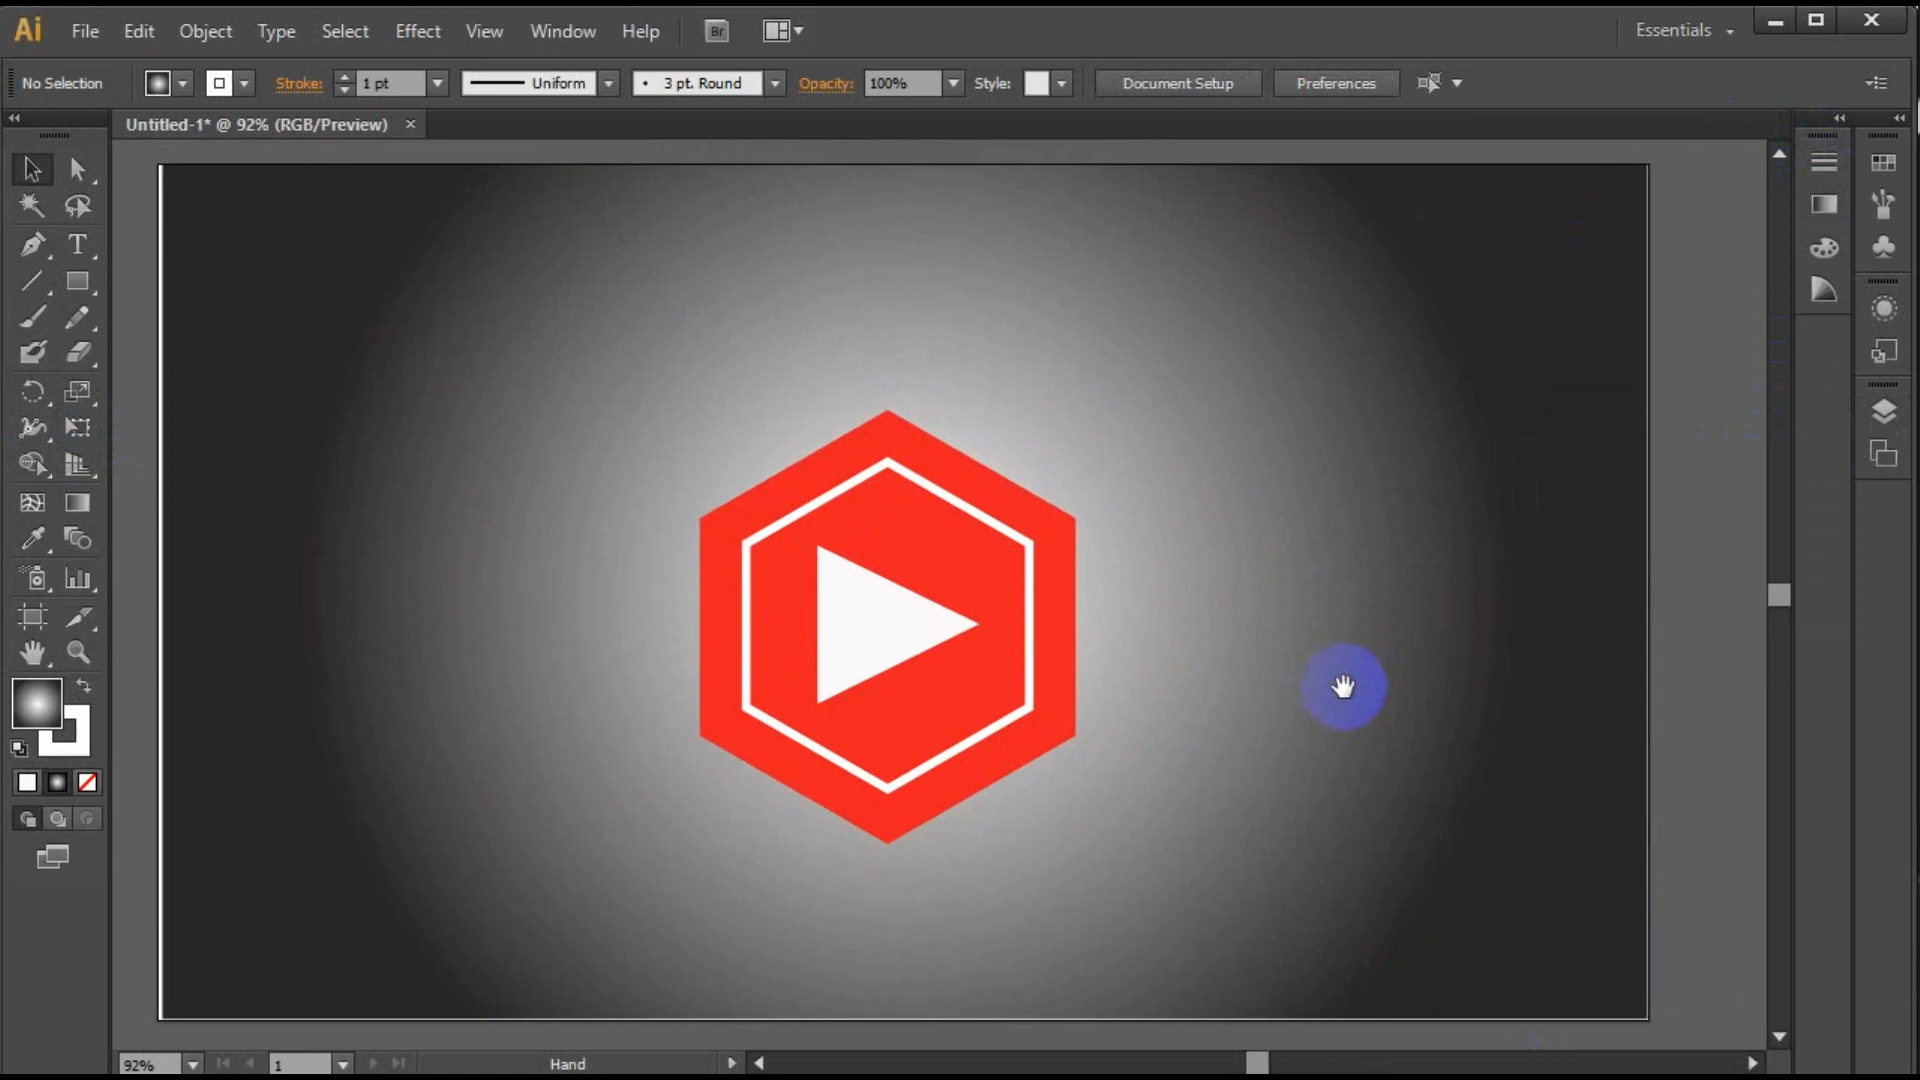 Ai File Edit Object Type Select Effect View Window Help Br Essentials
No Selection Stroke: 1 pt Uniform 3 pt. Round Opacity: 100% Style: Document Setup Preferences
Untitled-1* @ 92% (RGB/Preview)
T
92% 1 Hand